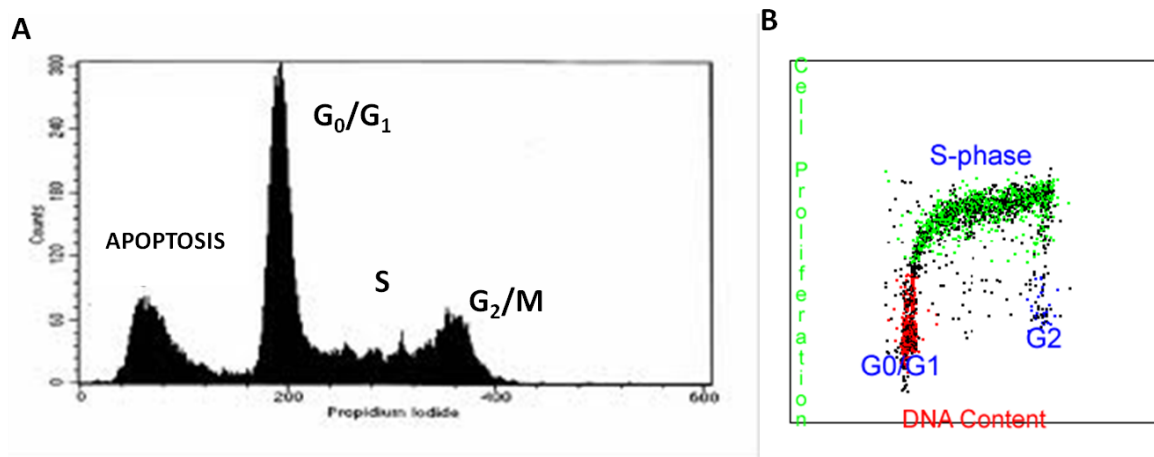 A
300
240
180
120
60
0
Counts
APOPTOSIS
G₀/G₁
S
G₂/M
0
200
400
600
Propidium Iodide
B
Cell Proliferation
S-phase
G0/G1
G2
DNA Content